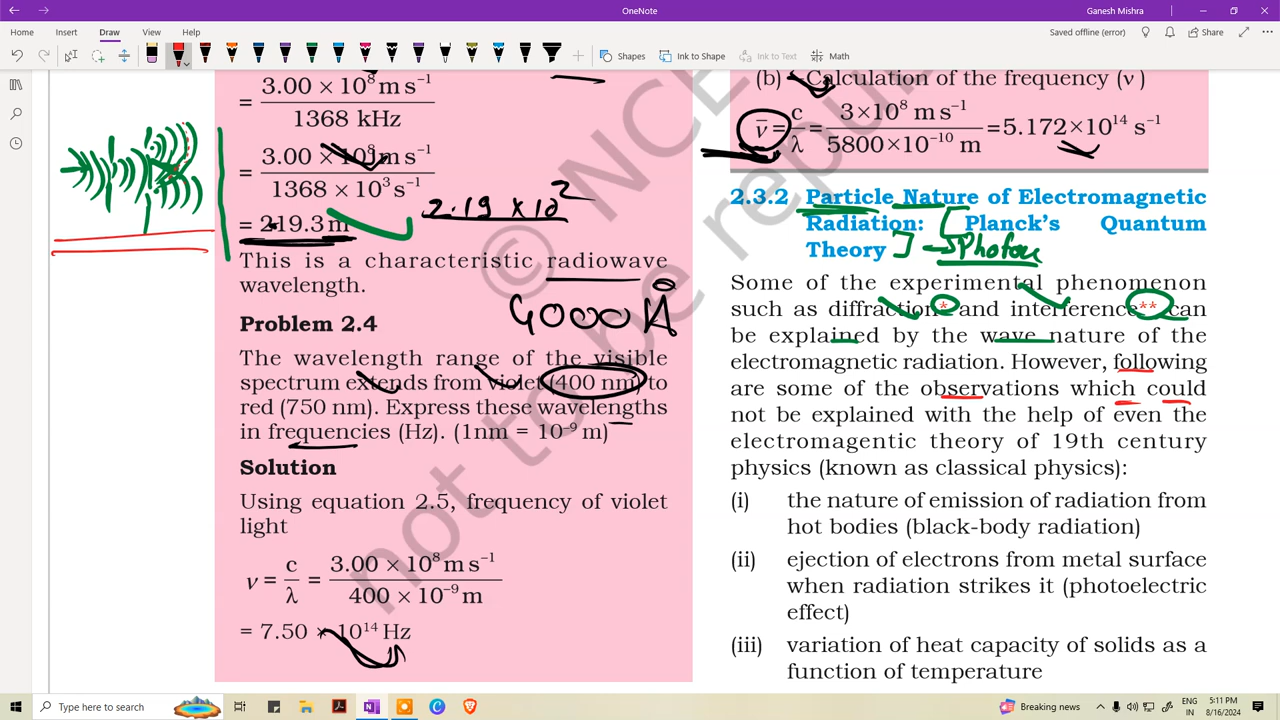 OneNote
Ganesh Mishra
Home Insert Draw View Help
Saved offline (error) Share
Shapes Ink to Shape Ink to Text Math
= 3.00 × 10⁸ m s⁻¹ / 1368 kHz
= 3.00 × 10⁸ m s⁻¹ / 1368 × 10³ s⁻¹
2.19 × 10²
= 219.3 m
This is a characteristic radiowave
wavelength.
4000 Å
Problem 2.4
The wavelength range of the visible
spectrum extends from violet (400 nm) to
red (750 nm). Express these wavelengths
in frequencies (Hz). (1nm = 10⁻⁹ m)
Solution
Using equation 2.5, frequency of violet
light
ν = c/λ = 3.00 × 10⁸ m s⁻¹ / 400 × 10⁻⁹ m
= 7.50 × 10¹⁴ Hz
(b) Calculation of the frequency (ν )
ν̅ = c/λ = 3×10⁸ m s⁻¹ / 5800×10⁻¹⁰ m = 5.172×10¹⁴ s⁻¹
2.3.2 Particle Nature of Electromagnetic
Radiation: Planck's Quantum
Theory
Some of the experimental phenomenon
such as diffraction* and interference** can
be explained by the wave nature of the
electromagnetic radiation. However, following
are some of the observations which could
not be explained with the help of even the
electromagentic theory of 19th century
physics (known as classical physics):
(i) the nature of emission of radiation from
hot bodies (black-body radiation)
(ii) ejection of electrons from metal surface
when radiation strikes it (photoelectric
effect)
(iii) variation of heat capacity of solids as a
function of temperature
© NCE
not to be republ
Type here to search
Breaking news
ENG
IN
5:11 PM
8/16/2024